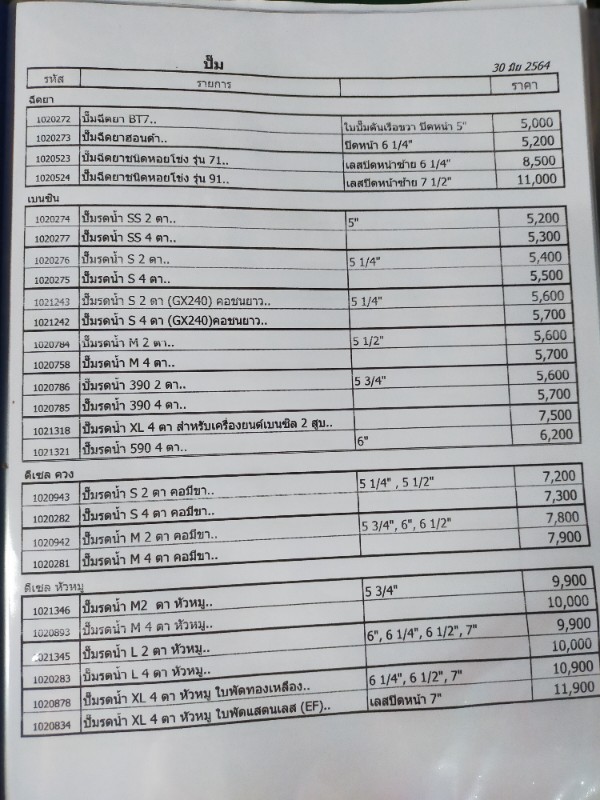 ปั๊ม
30 มิย 2564
รหัส รายการ ราคา
ฉีดยา
1020272 ปั๊มฉีดยา BT7.. ใบปั๊มดันเรือขวา ปิดหน้า 5" 5,000
1020273 ปั๊มฉีดยาฮอนด้า.. ปิดหน้า 6 1/4" 5,200
1020523 ปั๊มฉีดยาชนิดหอยโข่ง รุ่น 71.. เลสปิดหน้าซ้าย 6 1/4" 8,500
1020524 ปั๊มฉีดยาชนิดหอยโข่ง รุ่น 91.. เลสปิดหน้าซ้าย 7 1/2" 11,000
เบนซิน
1020274 ปั๊มรดน้ำ SS 2 ตา.. 5" 5,200
1020277 ปั๊มรดน้ำ SS 4 ตา.. 5,300
1020276 ปั๊มรดน้ำ S 2 ตา.. 5 1/4" 5,400
1020275 ปั๊มรดน้ำ S 4 ตา.. 5,500
1021243 ปั๊มรดน้ำ S 2 ตา (GX240) คอขนยาว.. 5 1/4" 5,600
1021242 ปั๊มรดน้ำ S 4 ตา (GX240)คอขนยาว.. 5,700
1020784 ปั๊มรดน้ำ M 2 ตา.. 5 1/2" 5,600
1020758 ปั๊มรดน้ำ M 4 ตา.. 5,700
1020786 ปั๊มรดน้ำ 390 2 ตา.. 5 3/4" 5,600
1020785 ปั๊มรดน้ำ 390 4 ตา.. 5,700
1021318 ปั๊มรดน้ำ XL 4 ตา สำหรับเครื่องยนต์เบนซิล 2 สูบ.. 7,500
1021321 ปั๊มรดน้ำ 590 4 ตา.. 6" 6,200
ดีเซล ควง
1020943 ปั๊มรดน้ำ S 2 ตา คอมีขา.. 5 1/4" , 5 1/2" 7,200
1020282 ปั๊มรดน้ำ S 4 ตา คอมีขา.. 7,300
1020942 ปั๊มรดน้ำ M 2 ตา คอมีขา.. 5 3/4", 6", 6 1/2" 7,800
1020281 ปั๊มรดน้ำ M 4 ตา คอมีขา.. 7,900
ดีเซล หัวหมู
1021346 ปั๊มรดน้ำ M2 ตา หัวหมู.. 5 3/4" 9,900
1020893 ปั๊มรดน้ำ M 4 ตา หัวหมู.. 10,000
1021345 ปั๊มรดน้ำ L 2 ตา หัวหมู.. 6", 6 1/4", 6 1/2", 7" 9,900
1020283 ปั๊มรดน้ำ L 4 ตา หัวหมู.. 10,000
1020878 ปั๊มรดน้ำ XL 4 ตา หัวหมู ใบพัดทองเหลือง.. 6 1/4", 6 1/2", 7" 10,900
1020834 ปั๊มรดน้ำ XL 4 ตา หัวหมู ใบพัดแสตนเลส (EF).. เลสปิดหน้า 7" 11,900